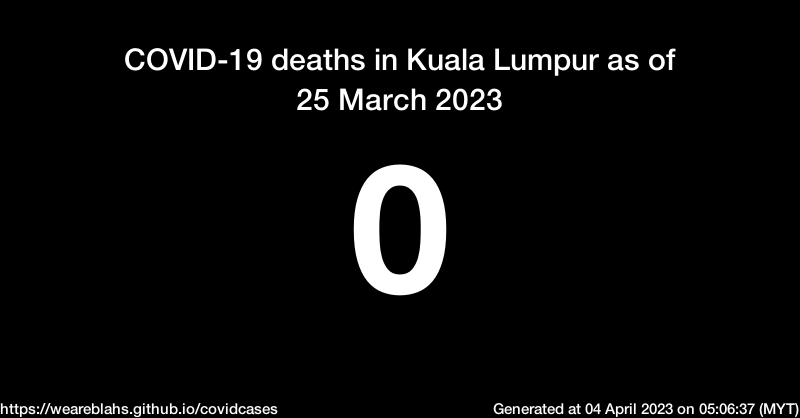 COVID-19 deaths in Kuala Lumpur as of
25 March 2023
0
https://weareblahs.github.io/covidcases
Generated at 04 April 2023 on 05:06:37 (MYT)